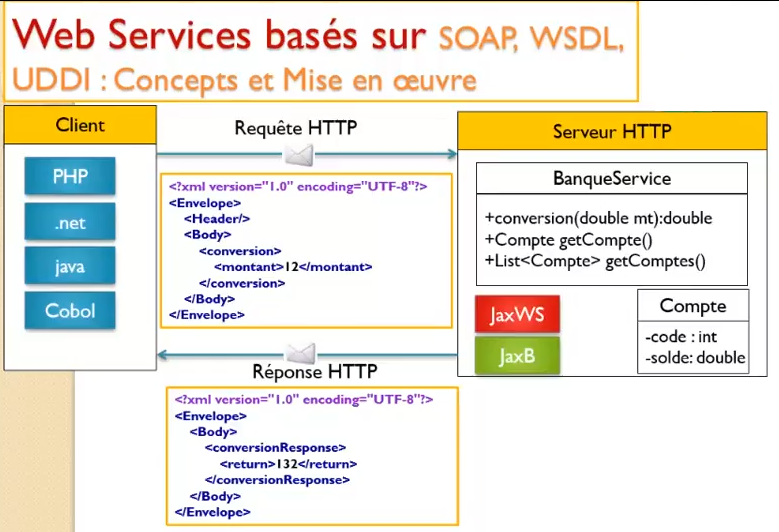 Web Services basés sur SOAP, WSDL,
UDDI : Concepts et Mise en œuvre
Client
PHP
.net
java
Cobol
Requête HTTP
<?xml version="1.0" encoding="UTF-8"?>
<Envelope>
<Header/>
<Body>
<conversion>
<montant>12</montant>
</conversion>
</Body>
</Envelope>
Réponse HTTP
<?xml version="1.0" encoding="UTF-8"?>
<Envelope>
<Body>
<conversionResponse>
<return>132</return>
</conversionResponse>
</Body>
</Envelope>
Serveur HTTP
BanqueService
+conversion(double mt):double
+Compte getCompte()
+List<Compte> getComptes()
JaxWS
JaxB
Compte
-code : int
-solde: double